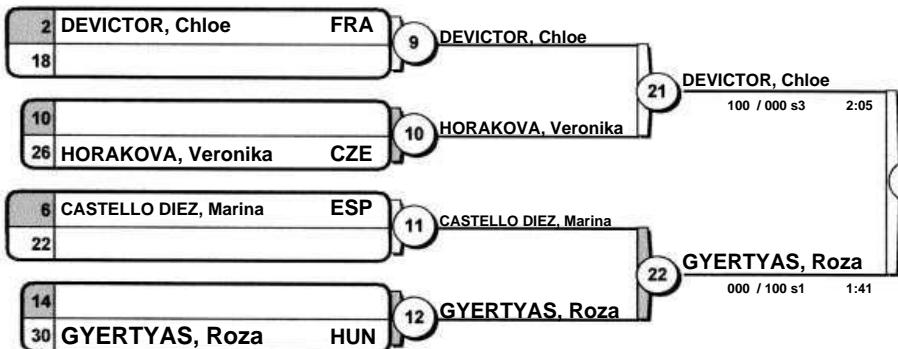 2 DEVICTOR, Chloe FRA
18
9
DEVICTOR, Chloe
21
DEVICTOR, Chloe
100 / 000 s3 2:05
10
26 HORAKOVA, Veronika CZE
10
HORAKOVA, Veronika
6 CASTELLO DIEZ, Marina ESP
22
11
CASTELLO DIEZ, Marina
22
GYERTYAS, Roza
000 / 100 s1 1:41
14
30 GYERTYAS, Roza HUN
12
GYERTYAS, Roza